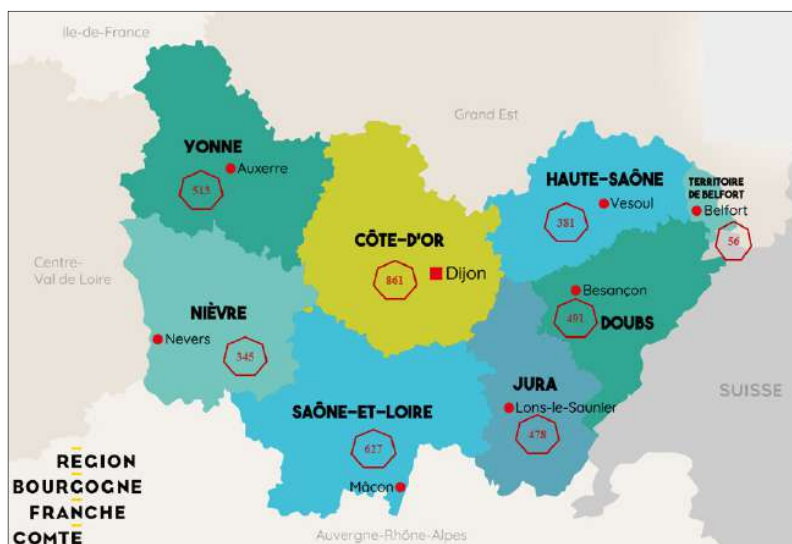 Ile-de-France
Grand Est
YONNE
Auxerre
513
HAUTE-SAÔNE
Vesoul
381
TERRITOIRE
DE BELFORT
Belfort
56
CÔTE-D'OR
Dijon
861
Centre-
Val de Loire
NIÈVRE
Nevers
345
Besançon
491
DOUBS
JURA
Lons-le-Saunier
478
SUISSE
SAÔNE-ET-LOIRE
627
Mâcon
REGION
BOURGOGNE
FRANCHE
COMTE
Auvergne-Rhône-Alpes